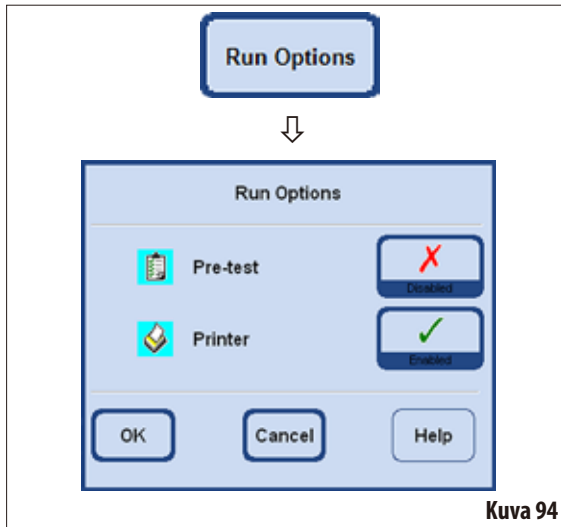 Run Options
Run Options
Pre-test
Disabled
Printer
Enabled
OK Cancel Help
Kuva 94